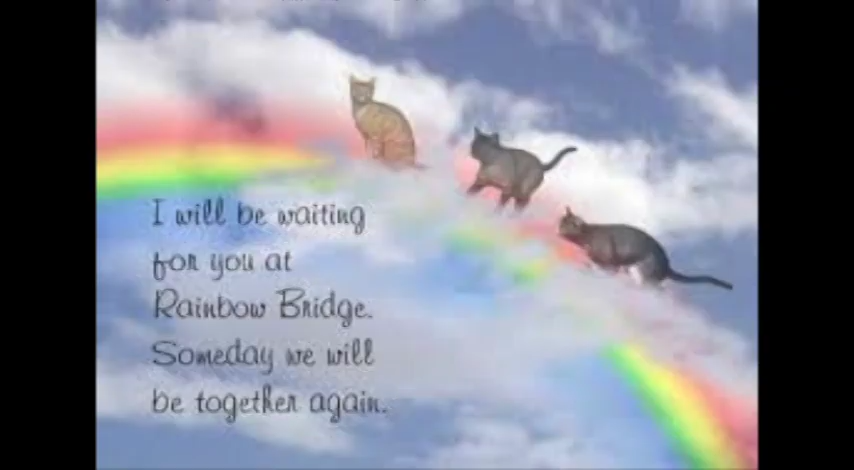 I will be waiting
for you at
Rainbow Bridge.
Someday we will
be together again.